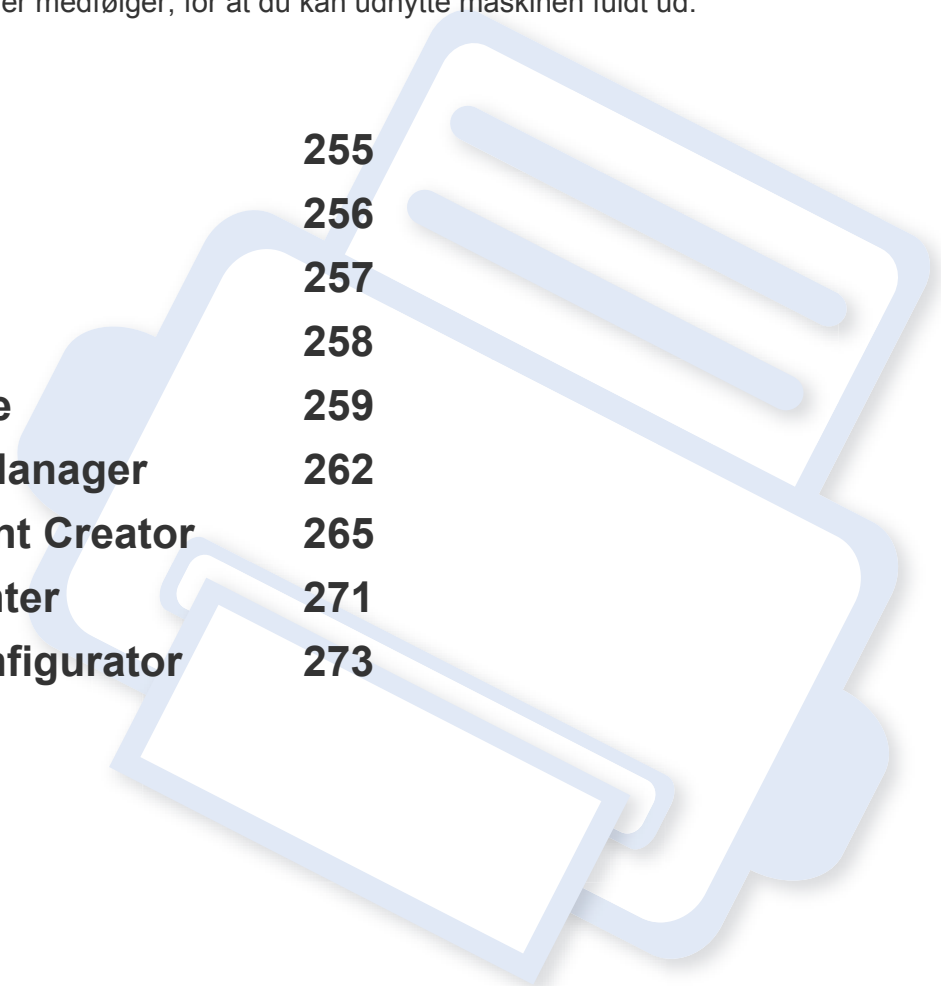 er medfølger, for at du kan udnytte maskinen fuldt ud.
255
256
257
258
e 259
anager 262
nt Creator 265
ter 271
nfigurator 273